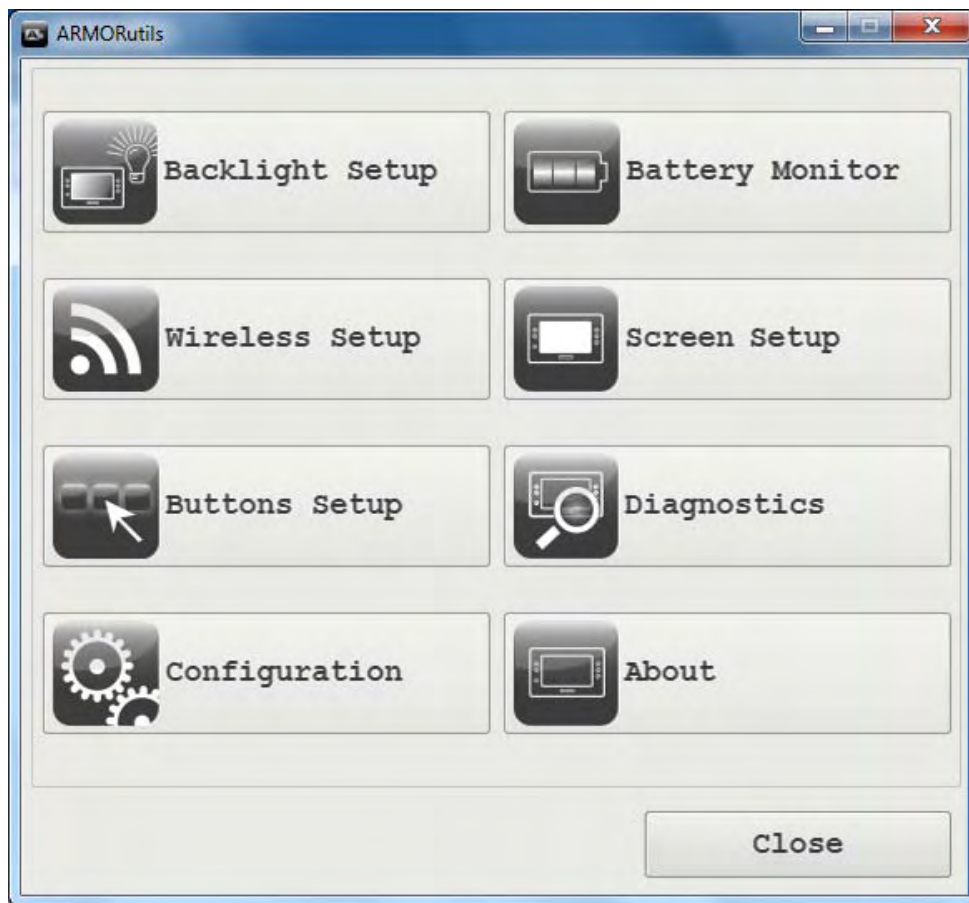 ARMORutils
Backlight Setup
Battery Monitor
Wireless Setup
Screen Setup
Buttons Setup
Diagnostics
Configuration
About
Close